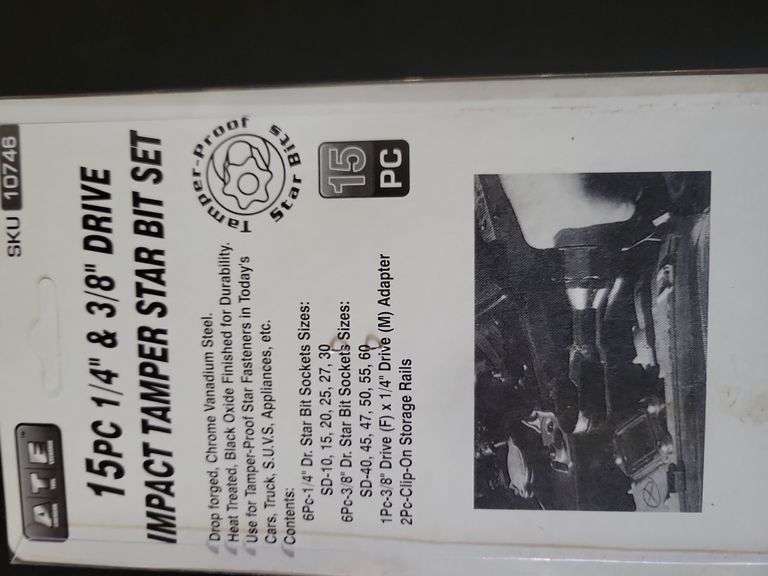 ATE™
SKU 10746
15PC 1/4" & 3/8" DRIVE
IMPACT TAMPER STAR BIT SET
Drop forged, Chrome Vanadium Steel.
Heat Treated, Black Oxide Finished for Durability.
Use for Tamper-Proof Star Fasteners in Today's
Cars, Truck, S.U.V.S. Appliances, etc.
Contents:
6Pc-1/4" Dr. Star Bit Sockets Sizes:
SD-10, 15, 20, 25, 27, 30
6Pc-3/8" Dr. Star Bit Sockets Sizes:
SD-40, 45, 47, 50, 55, 60
1Pc-3/8" Drive (F) x 1/4" Drive (M) Adapter
2Pc-Clip-On Storage Rails
Tamper-Proof
Star Bits
15
PC